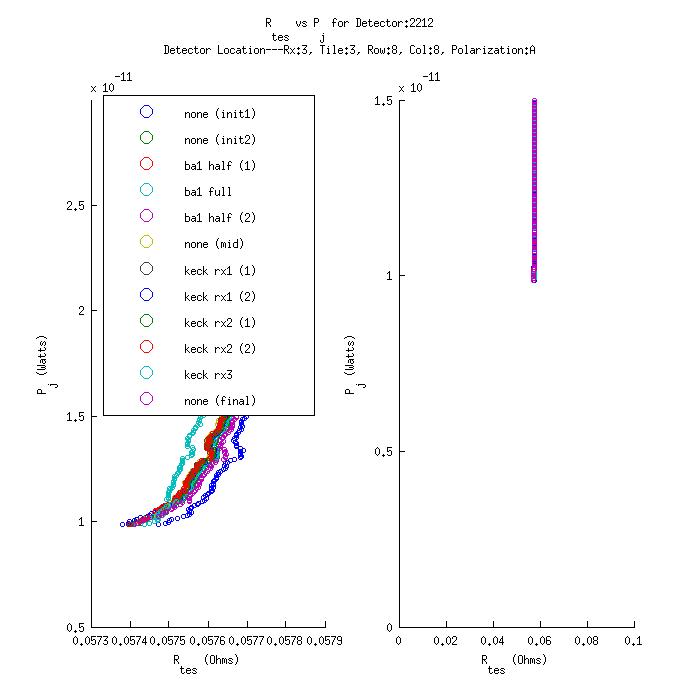 R tes vs P j for Detector:2212
Detector Location---Rx:3, Tile:3, Row:8, Col:8, Polarization:A
x 10 -11
2.5
2
1.5
1
0.5
0.0573 0.0574 0.0575 0.0576 0.0577 0.0578 0.0579
P j (Watts)
R tes (Ohms)
none (init1)
none (init2)
ba1 half (1)
ba1 full
ba1 half (2)
none (mid)
keck rx1 (1)
keck rx1 (2)
keck rx2 (1)
keck rx2 (2)
keck rx3
none (final)
x 10 -11
1.5
1
0.5
0
0 0.02 0.04 0.06 0.08 0.1
P j (Watts)
R tes (Ohms)